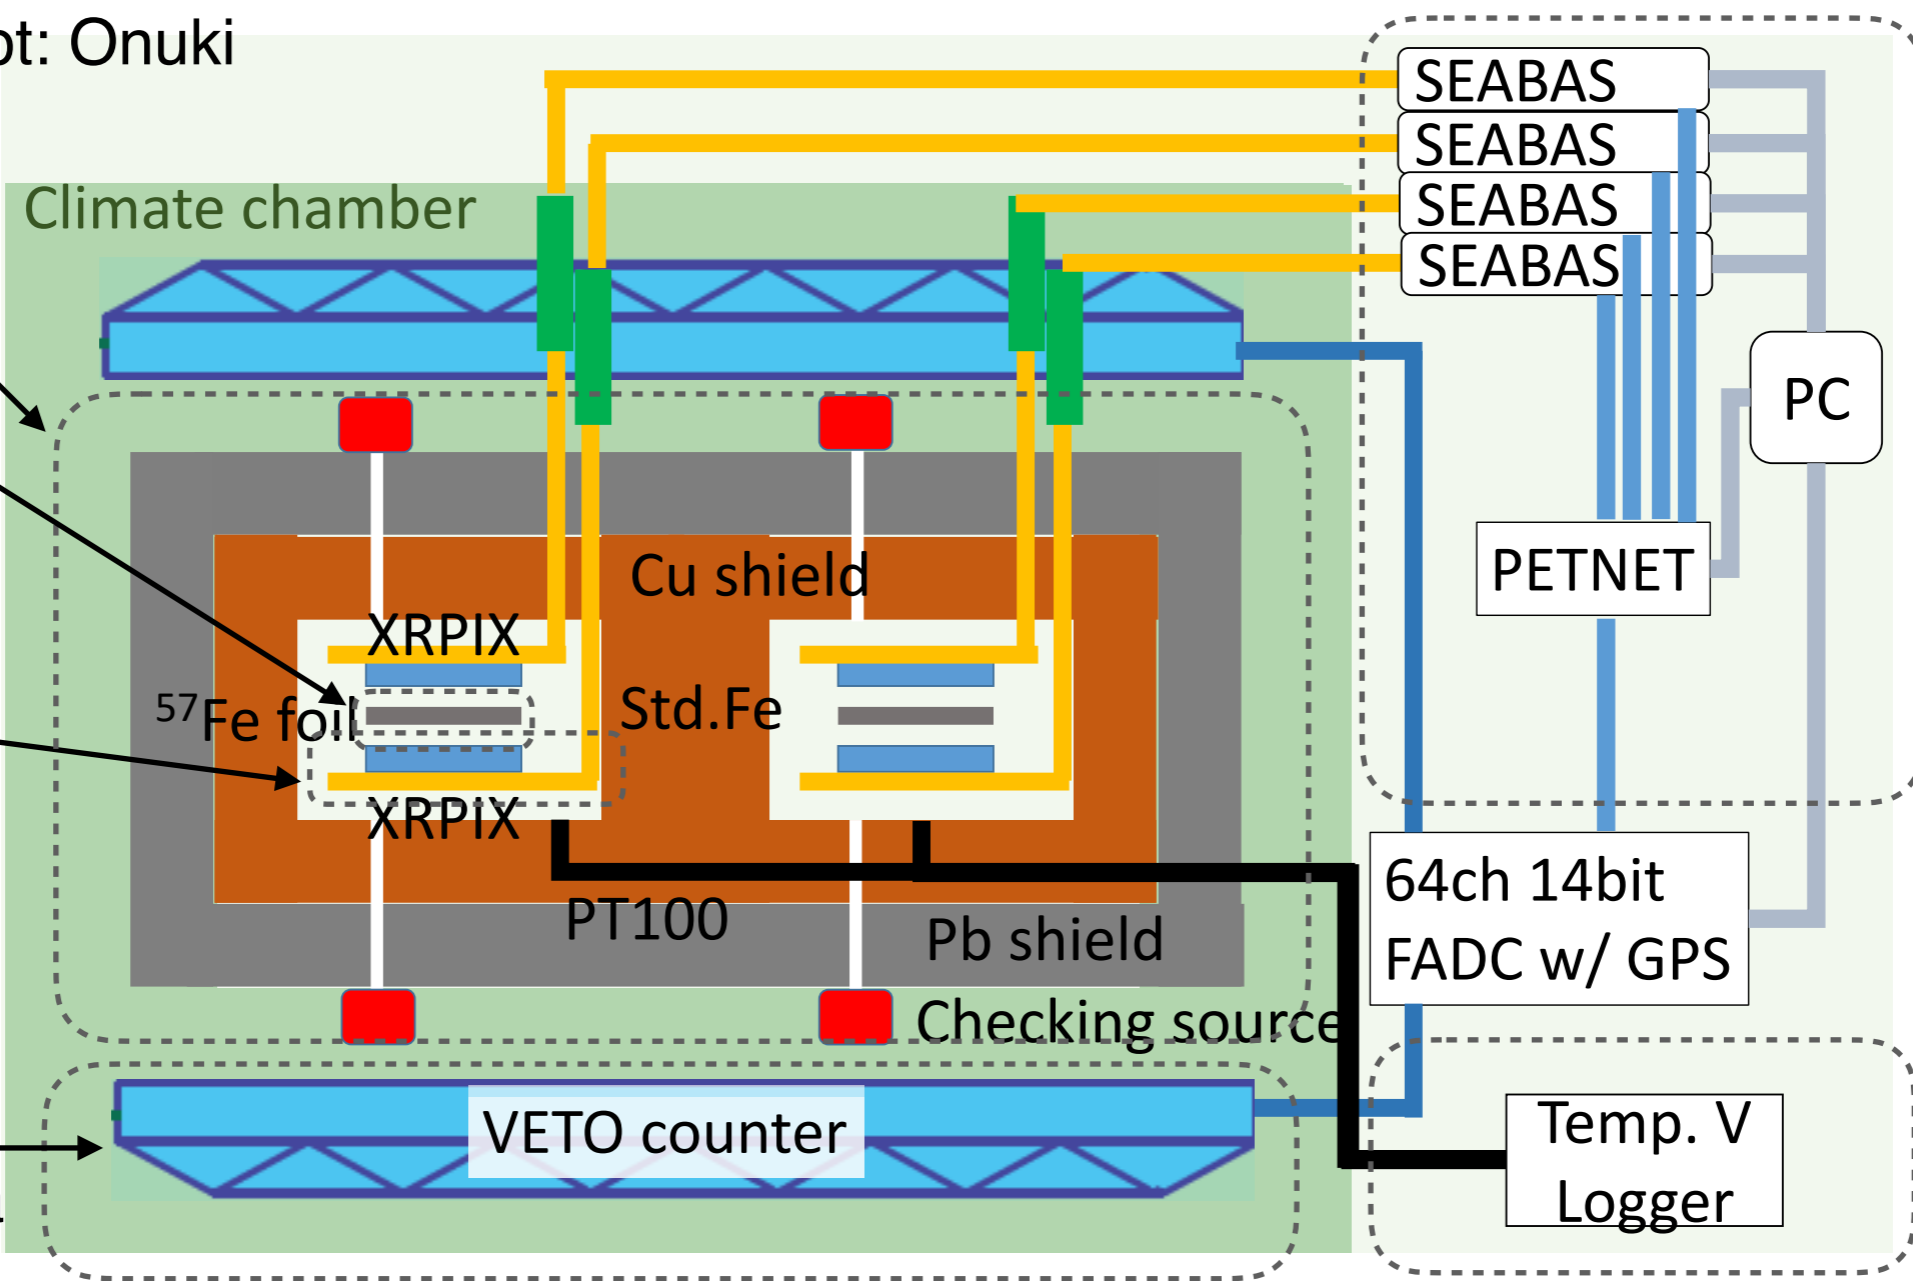 : Onuki
SEABAS
SEABAS
SEABAS
SEABAS
Climate chamber
PC
PETNET
Cu shield
XRPIX
⁵⁷Fe foil
Std.Fe
XRPIX
PT100
Pb shield
64ch 14bit
FADC w/ GPS
Checking source
VETO counter
Temp. V
Logger